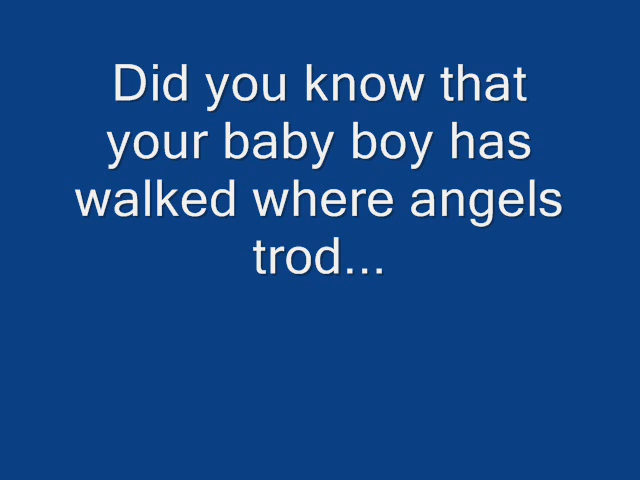 Did you know that
your baby boy has
walked where angels
trod...